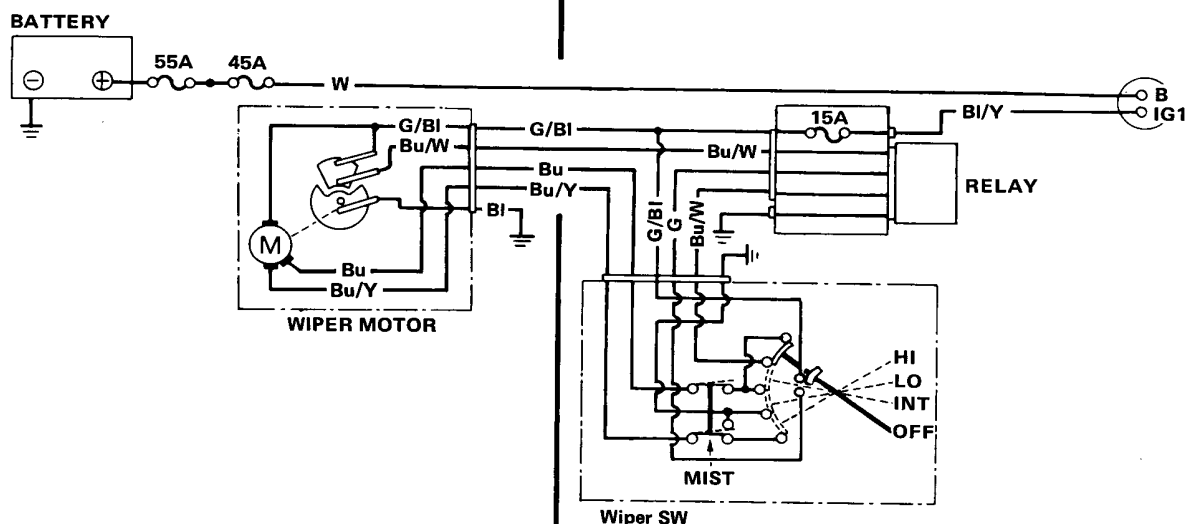 BATTERY
55A
45A
W
B
IG1
Bl/Y
15A
G/Bl
G/Bl
Bu/W
Bu/W
Bu
Bu/Y
Bl
RELAY
G/Bl
G
Bu/W
M
Bu
Bu/Y
WIPER MOTOR
HI
LO
INT
OFF
MIST
Wiper SW